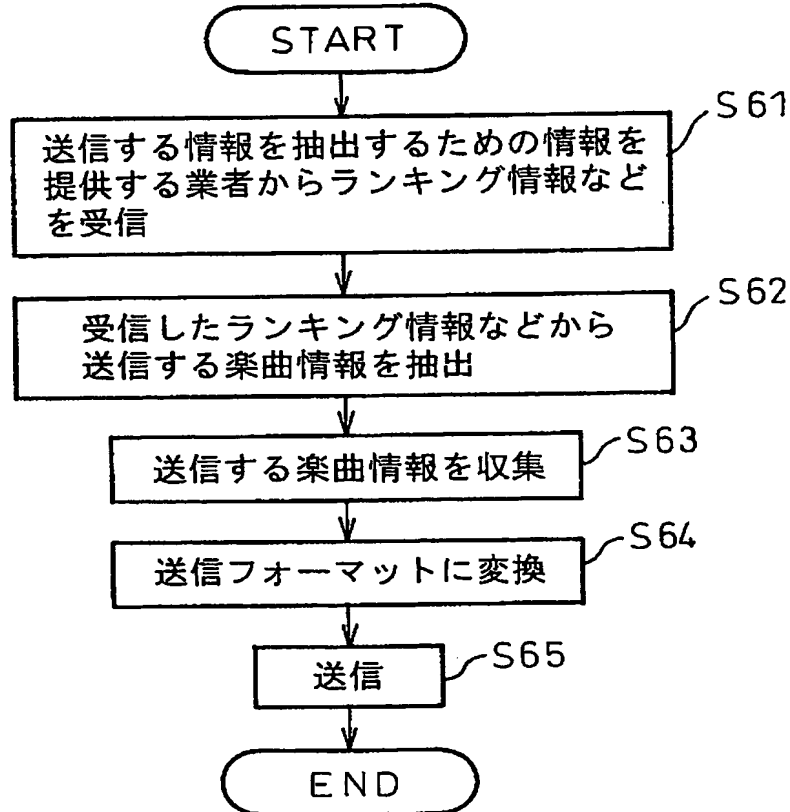 START
S61
送信する情報を抽出するための情報を
提供する業者からランキング情報など
を受信
S62
受信したランキング情報などから
送信する楽曲情報を抽出
S63
送信する楽曲情報を収集
S64
送信フォーマットに変換
S65
送信
END